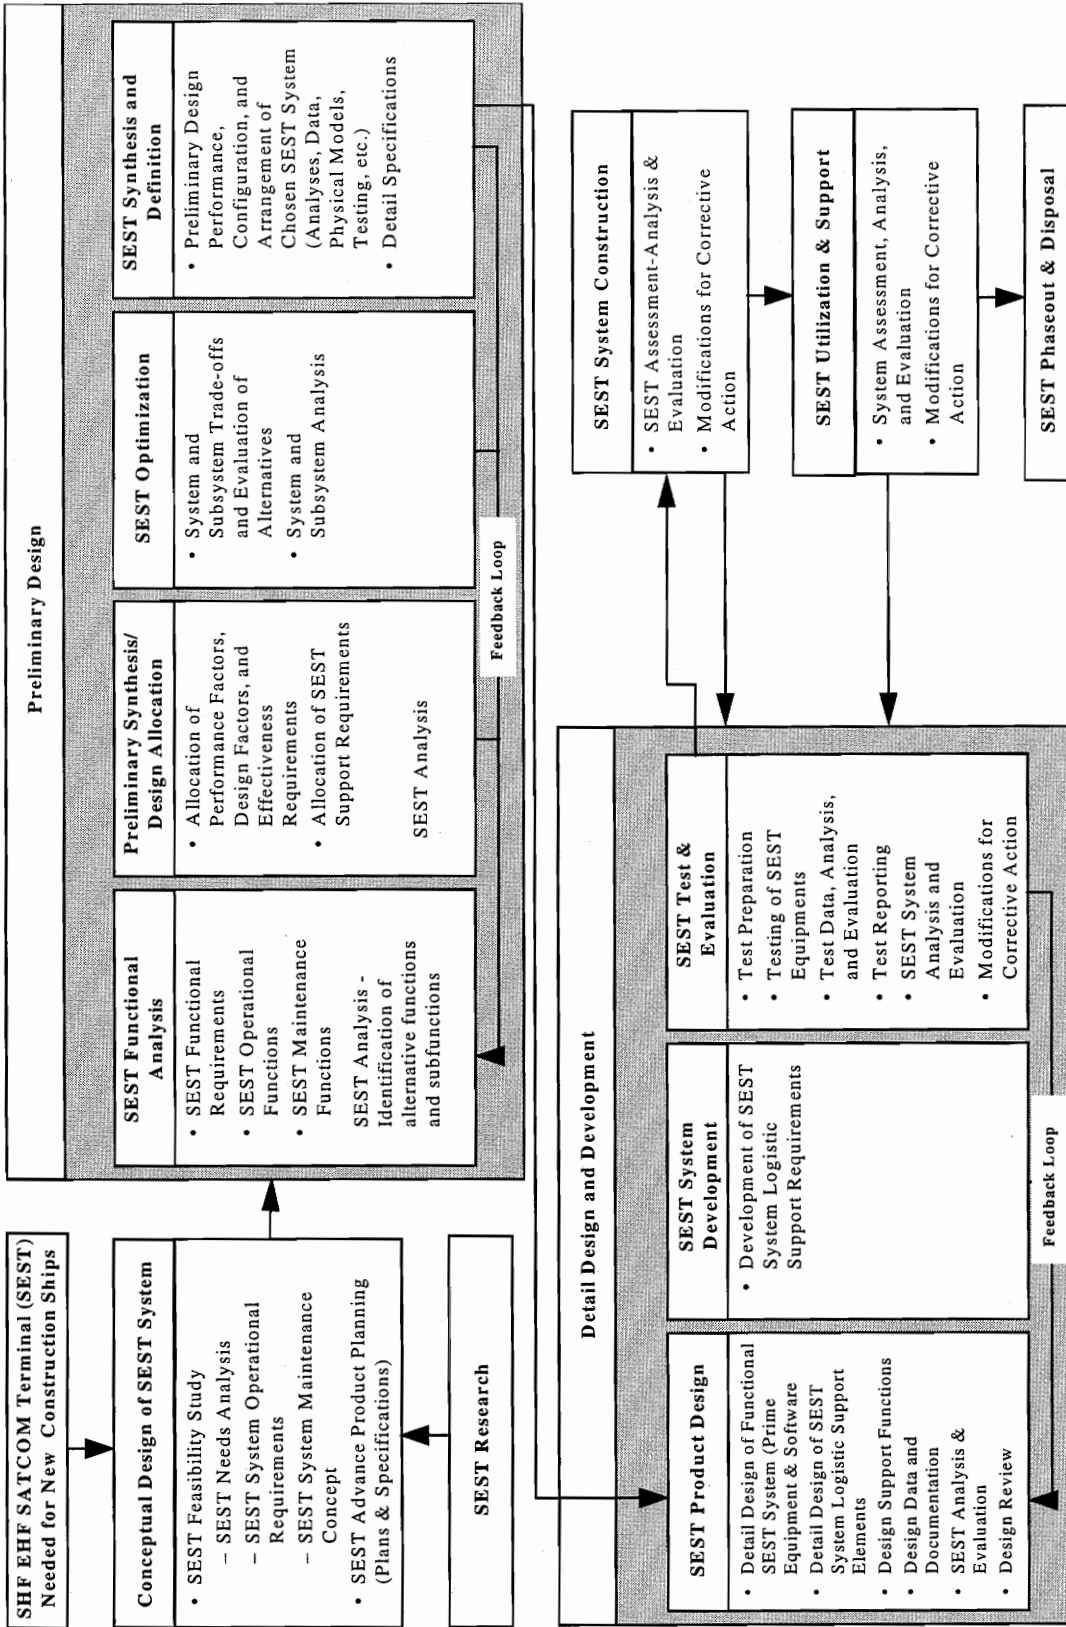 SHF EHF SATCOM Terminal (SEST)
Needed for New Construction Ships
Conceptual Design of SEST System
• SEST Feasibility Study
– SEST Needs Analysis
– SEST System Operational
Requirements
– SEST System Maintenance
Concept
• SEST Advance Product Planning
(Plans & Specifications)
SEST Research
Preliminary Design
SEST Functional
Analysis
• SEST Functional
Requirements
• SEST Operational
Functions
• SEST Maintenance
Functions
SEST Analysis -
Identification of
alternative functions
and subfunctions
Preliminary Synthesis/
Design Allocation
• Allocation of
Performance Factors,
Design Factors, and
Effectiveness
Requirements
• Allocation of SEST
Support Requirements
SEST Analysis
SEST Optimization
• System and
Subsystem Trade-offs
and Evaluation of
Alternatives
• System and
Subsystem Analysis
SEST Synthesis and
Definition
• Preliminary Design
Performance,
Configuration, and
Arrangement of
Chosen SEST System
(Analyses, Data,
Physical Models,
Testing, etc.)
• Detail Specifications
Feedback Loop
Detail Design and Development
SEST Product Design
• Detail Design of Functional
SEST System (Prime
Equipment & Software
• Detail Design of SEST
System Logistic Support
Elements
• Design Support Functions
• Design Data and
Documentation
• SEST Analysis &
Evaluation
• Design Review
SEST System
Development
• Development of SEST
System Logistic
Support Requirements
SEST Test &
Evaluation
• Test Preparation
• Testing of SEST
Equipments
• Test Data, Analysis,
and Evaluation
• Test Reporting
• SEST System
Analysis and
Evaluation
• Modifications for
Corrective Action
Feedback Loop
SEST System Construction
• SEST Assessment-Analysis &
Evaluation
• Modifications for Corrective
Action
SEST Utilization & Support
• System Assessment, Analysis,
and Evaluation
• Modifications for Corrective
Action
SEST Phaseout & Disposal